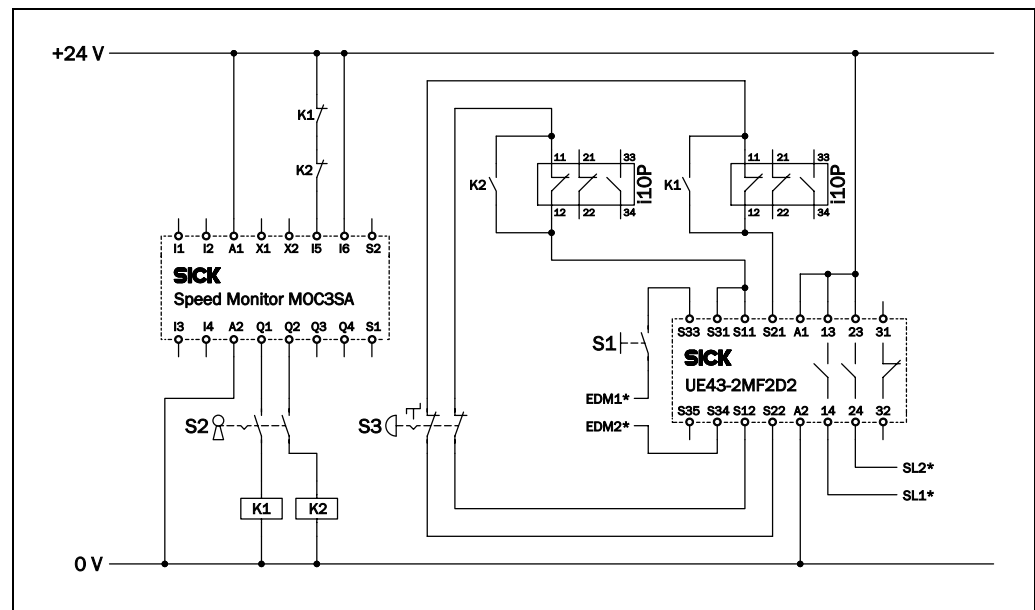 +24 V
K1
K2
I1 I2 A1 X1 X2 I5 I6 S2
SICK
Speed Monitor MOC3SA
I3 I4 A2 Q1 Q2 Q3 Q4 S1
S2
K1 K2
0 V
S3
K2
11 21 33
12 22 34
i10P
K1
11 21 33
12 22 34
i10P
S1
EDM1*
EDM2*
S33 S31 S11 S21 A1 13 23 31
SICK
UE43-2MF2D2
S35 S34 S12 S22 A2 14 24 32
SL2*
SL1*